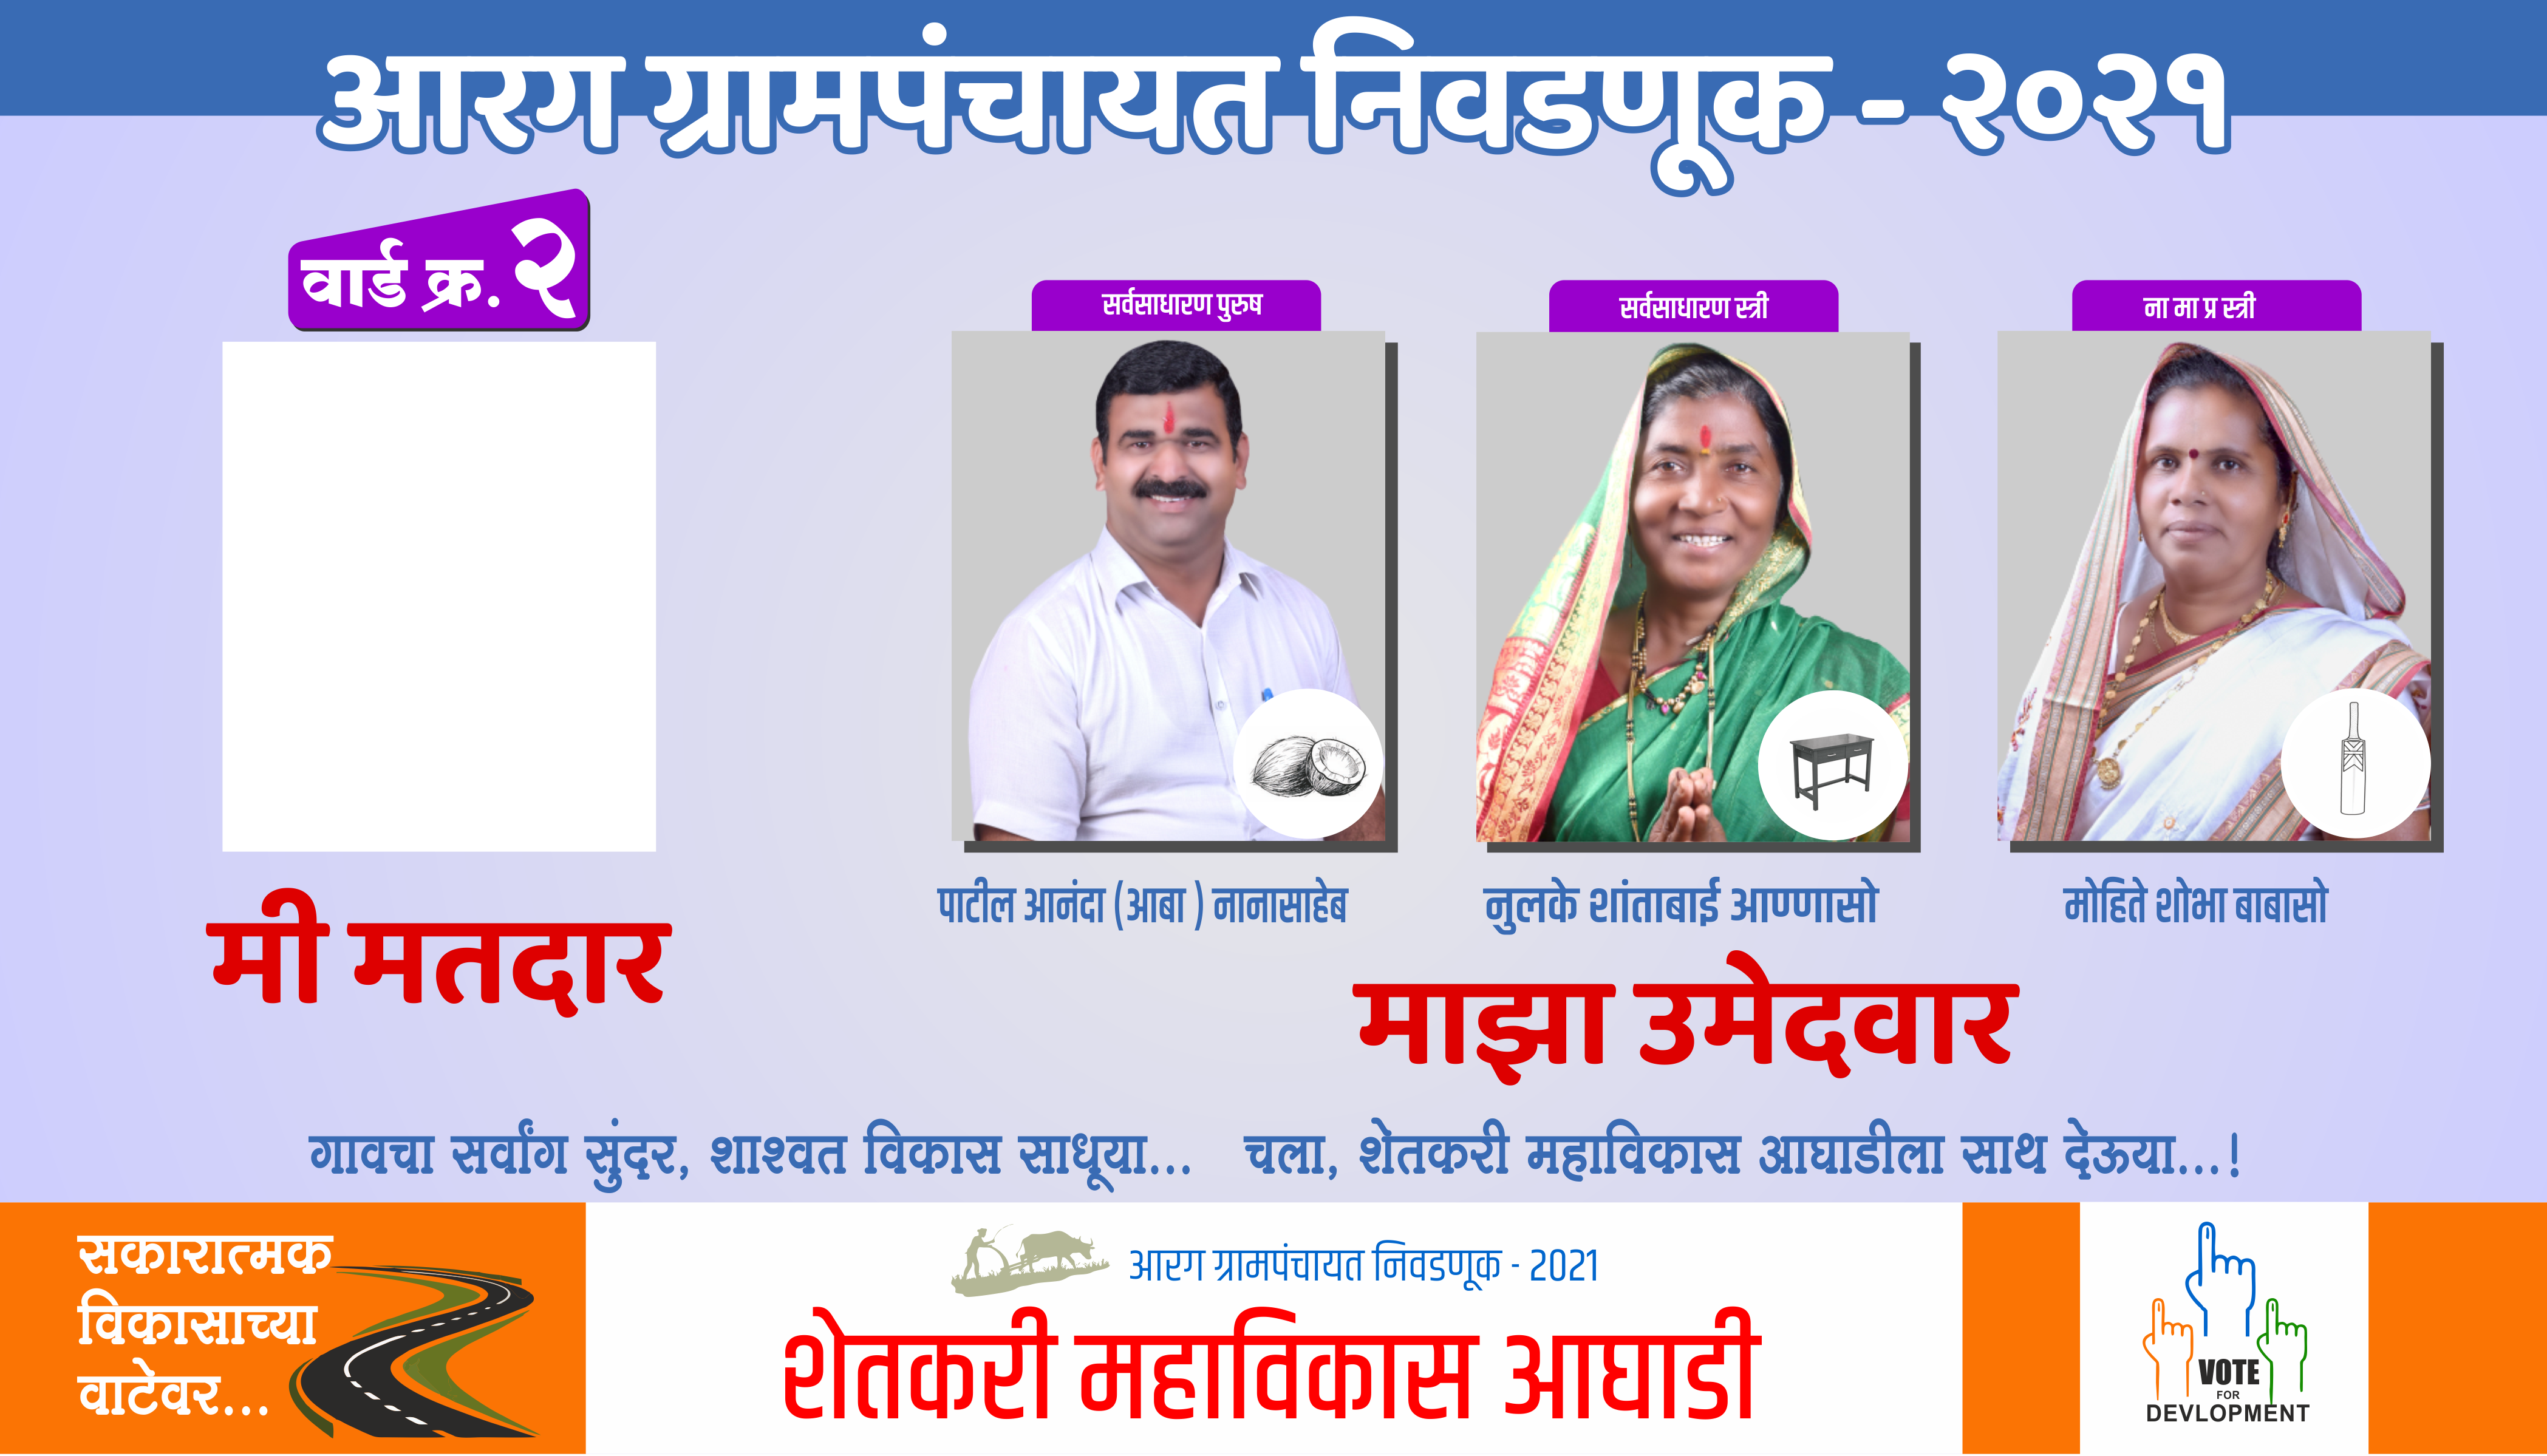 आरग ग्रामपंचायत निवडणूक - २०२१
वार्ड क्र. २
सर्वसाधारण पुरुष
सर्वसाधारण स्त्री
ना मा प्र स्त्री
पाटील आनंदा (आबा ) नानासाहेब
नुलके शांताबाई आण्णासो
मोहिते शोभा बाबासो
मी मतदार
माझा उमेदवार
गावचा सर्वांग सुंदर, शाश्वत विकास साधूया... चला, शेतकरी महाविकास आघाडीला साथ देऊया...!
सकारात्मक
विकासाच्या
वाटेवर...
आरग ग्रामपंचायत निवडणूक - 2021
शेतकरी महाविकास आघाडी
VOTE
FOR
DEVLOPMENT